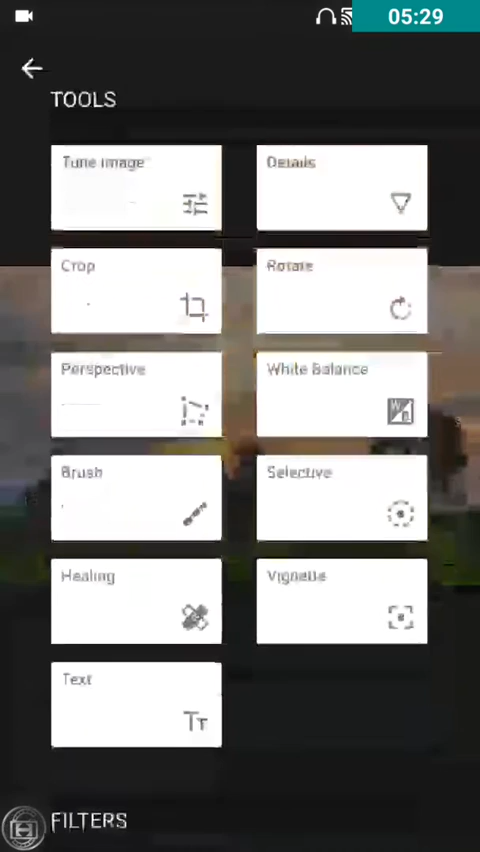 05:29
TOOLS
Tune Image
Details
Crop
Rotate
Perspective
White Balance
Brush
Selective
Healing
Vignette
Text
FILTERS